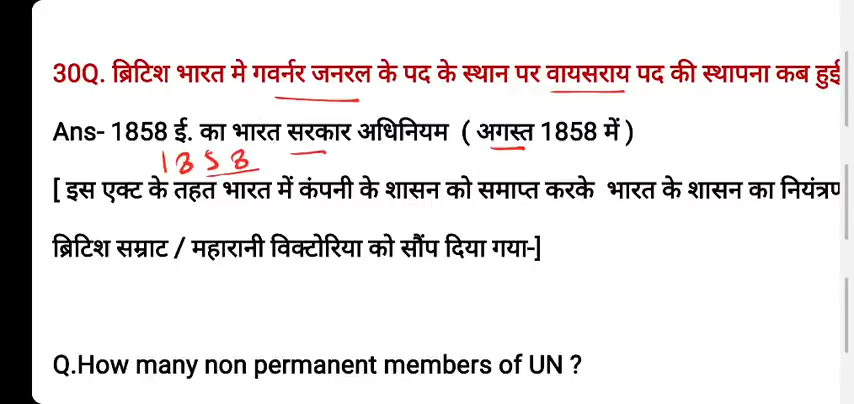 30Q. ब्रिटिश भारत मे गवर्नर जनरल के पद के स्थान पर वायसराय पद की स्थापना कब हुई
Ans- 1858 ई. का भारत सरकार अधिनियम ( अगस्त 1858 में )
1858
[ इस एक्ट के तहत भारत में कंपनी के शासन को समाप्त करके भारत के शासन का नियंत्रण
ब्रिटिश सम्राट / महारानी विक्टोरिया को सौंप दिया गया-]
Q.How many non permanent members of UN ?